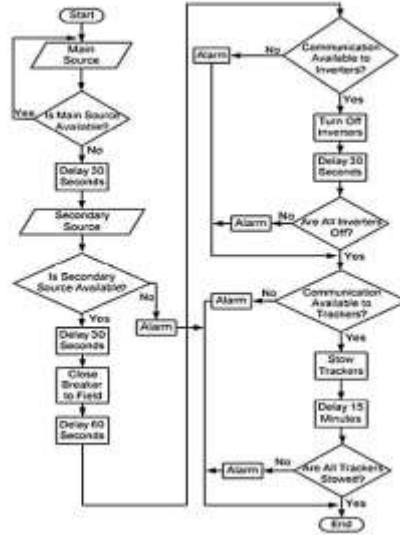 Start
Main
Source
Is Main Source
Available?
Yes
No
Delay 30
Seconds
Secondary
Source
Is Secondary
Source Available?
No
Yes
Alarm
Delay 30
Seconds
Close
Breaker
to Field
Delay 60
Seconds
Communication
Available to
Inverters?
No
Alarm
Yes
Turn Off
Inverters
Delay 30
Seconds
Are All Inverters
Off?
No
Alarm
Yes
Communication
Available to
Trackers?
No
Alarm
Yes
Stow
Trackers
Delay 15
Minutes
Are All Trackers
Stowed?
No
Alarm
Yes
End